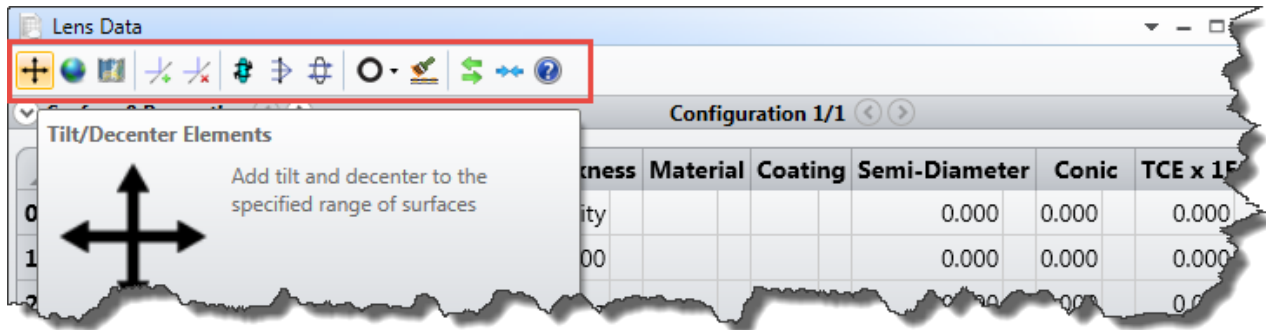 Lens Data
Configuration 1/1
Tilt/Decenter Elements
Add tilt and decenter to the
specified range of surfaces
Material Coating Semi-Diameter Conic TCE x
0 ity 0.000 0.000 0.000
1 00 0.000 0.000 0.000